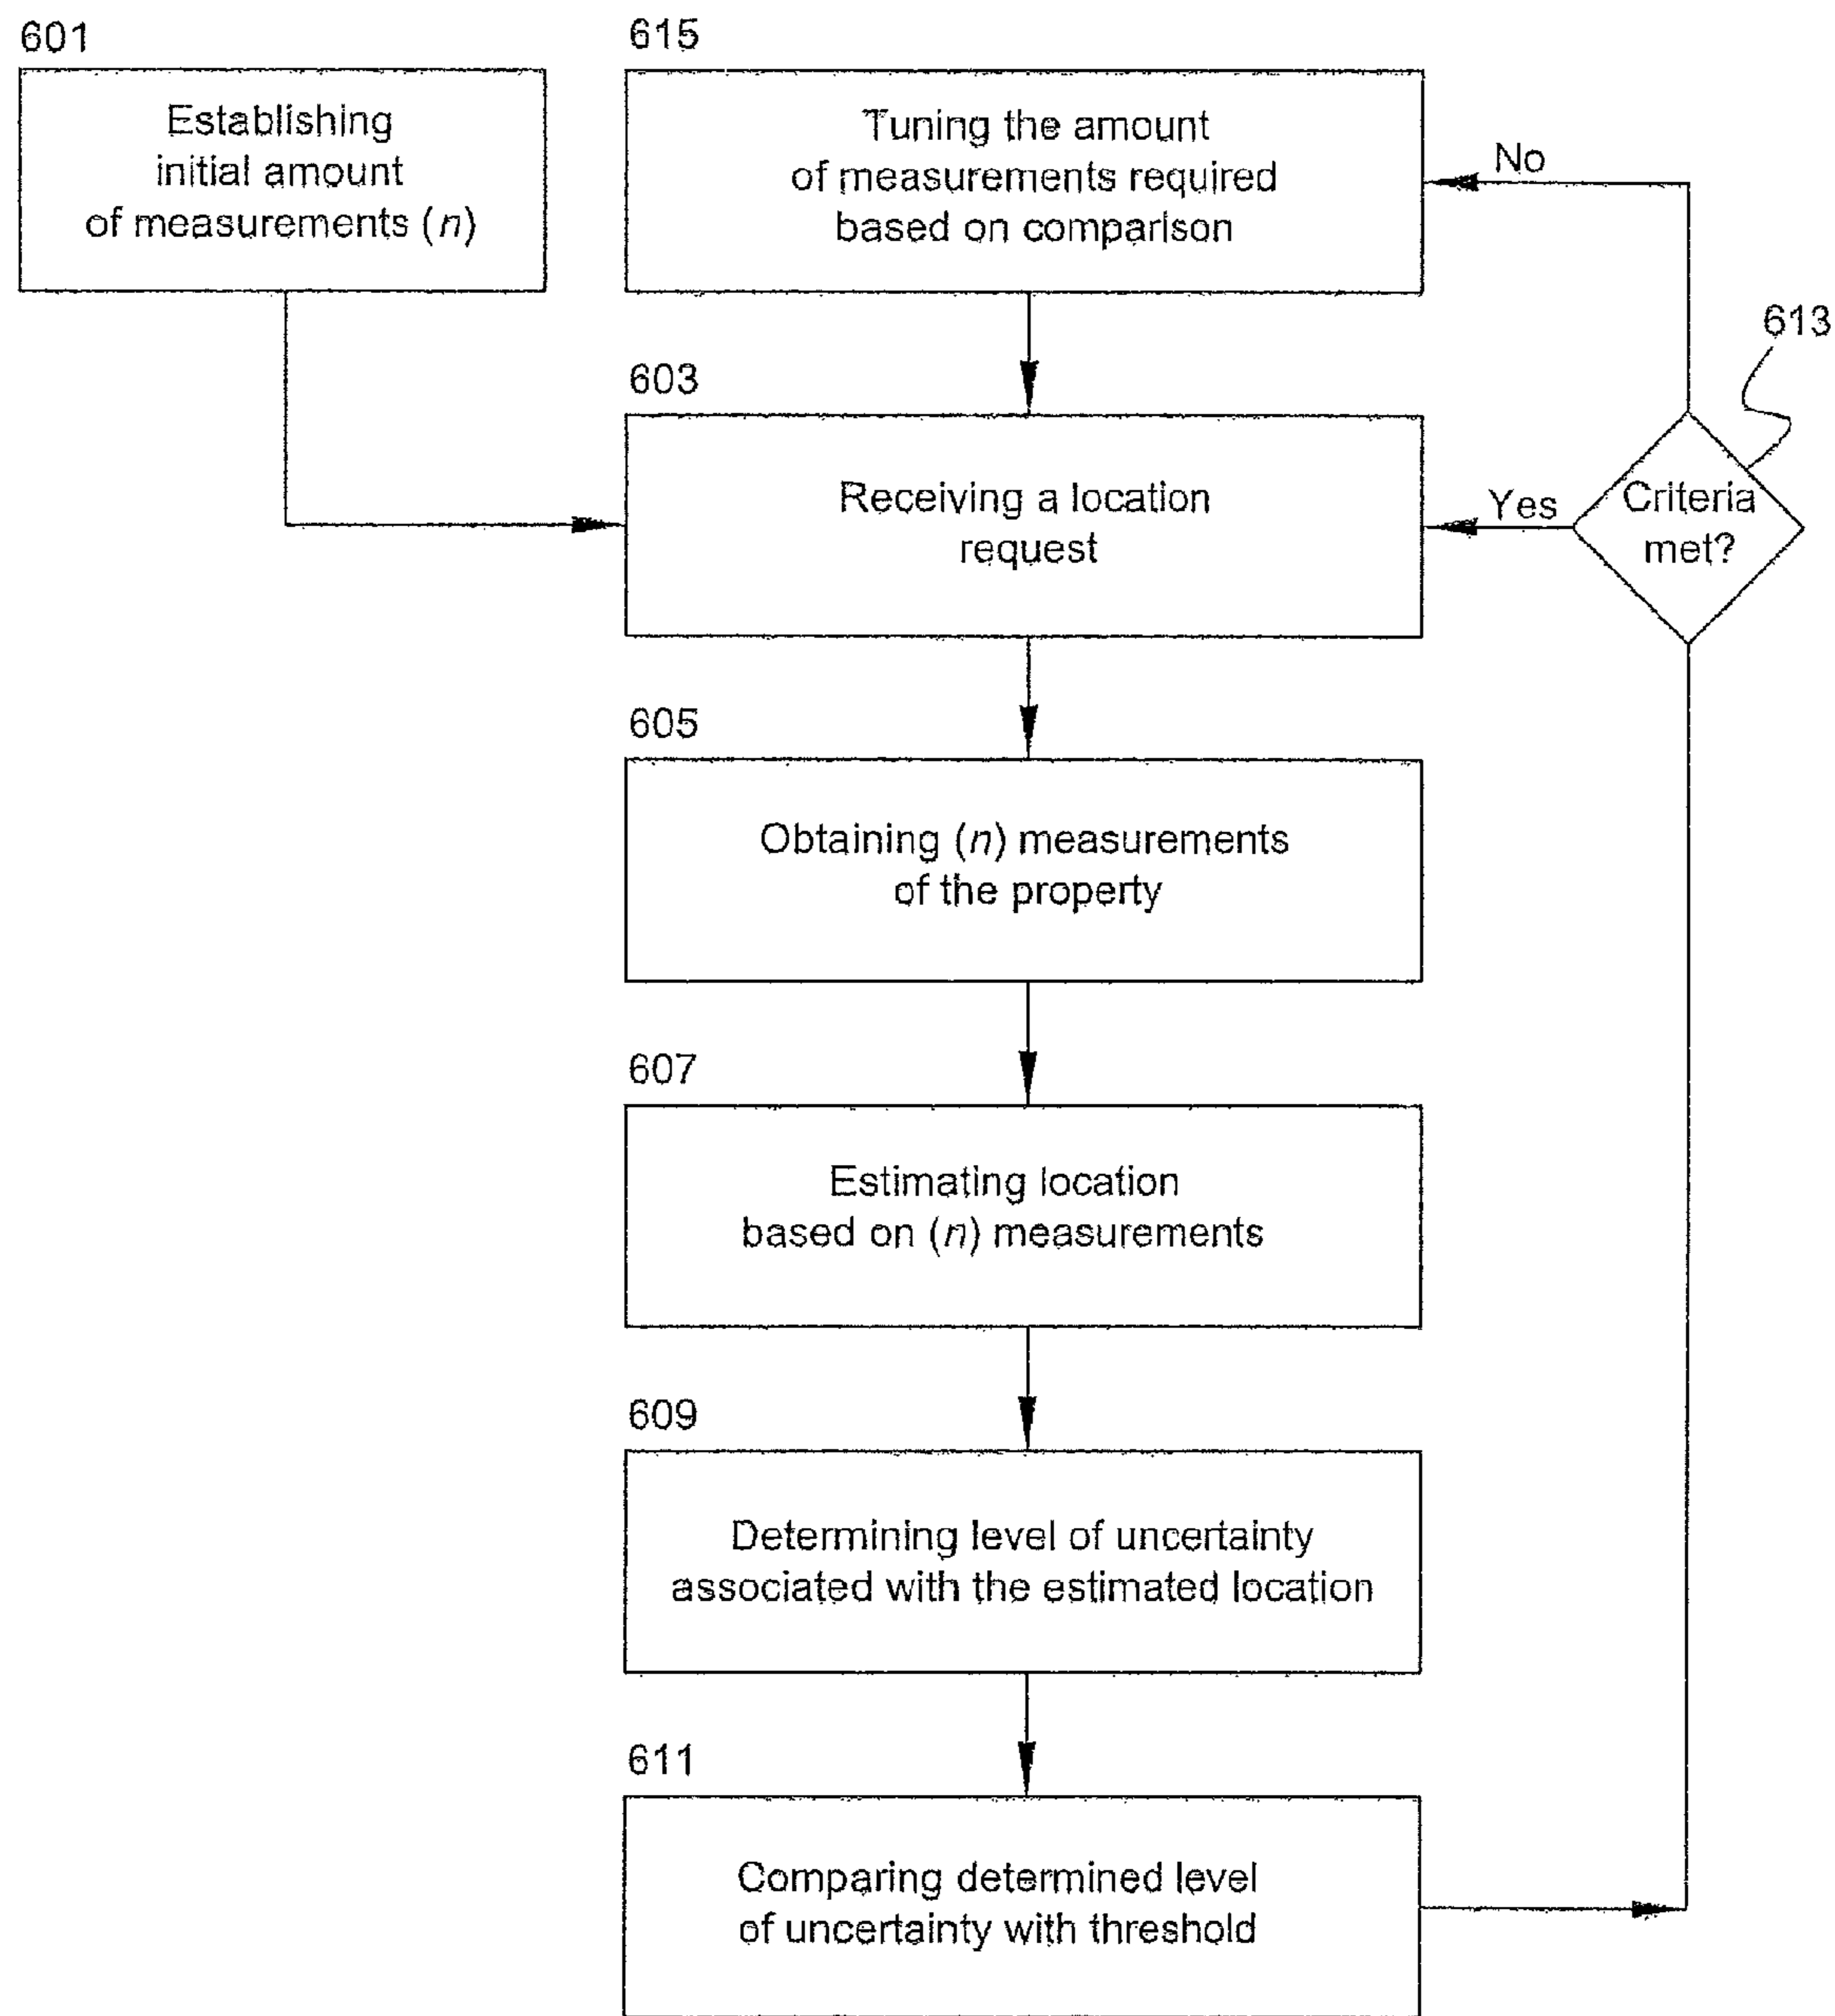 601
Establishing
initial amount
of measurements (n)
615
Tuning the amount
of measurements required
based on comparison
No
613
603
Receiving a location
request
Yes
Criteria
met?
605
Obtaining (n) measurements
of the property
607
Estimating location
based on (n) measurements
609
Determining level of uncertainty
associated with the estimated location
611
Comparing determined level
of uncertainty with threshold